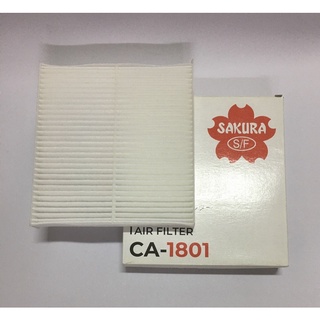 SAKURA
S/F
AIR FILTER
CA-1801